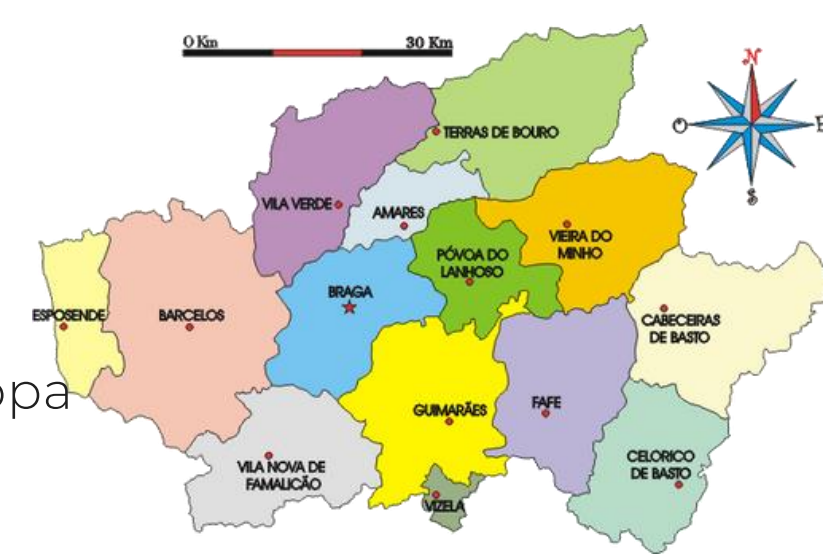 0 Km 30 Km
N
O E
S
TERRAS DE BOURO
VILA VERDE
AMARES
VIEIRA DO
MINHO
PÓVOA DO
LANHOSO
BRAGA
ESPOSENDE
BARCELOS
CABECEIRAS
DE BASTO
GUIMARÃES
FAFE
VILA NOVA DE
FAMALICÃO
CELORICO
DE BASTO
VIZELA